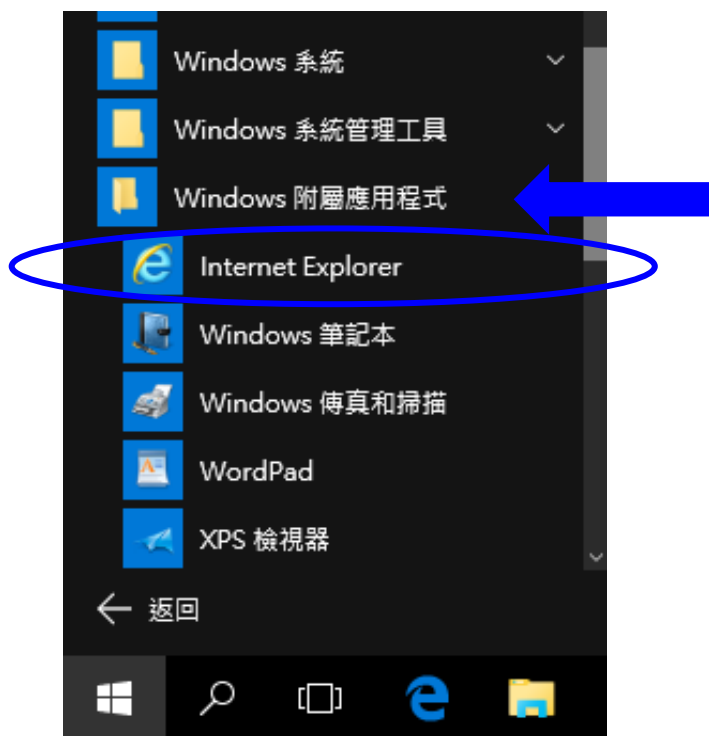 Windows 系統
Windows 系統管理工具
Windows 附屬應用程式
Internet Explorer
Windows 筆記本
Windows 傳真和掃描
WordPad
XPS 檢視器
返回